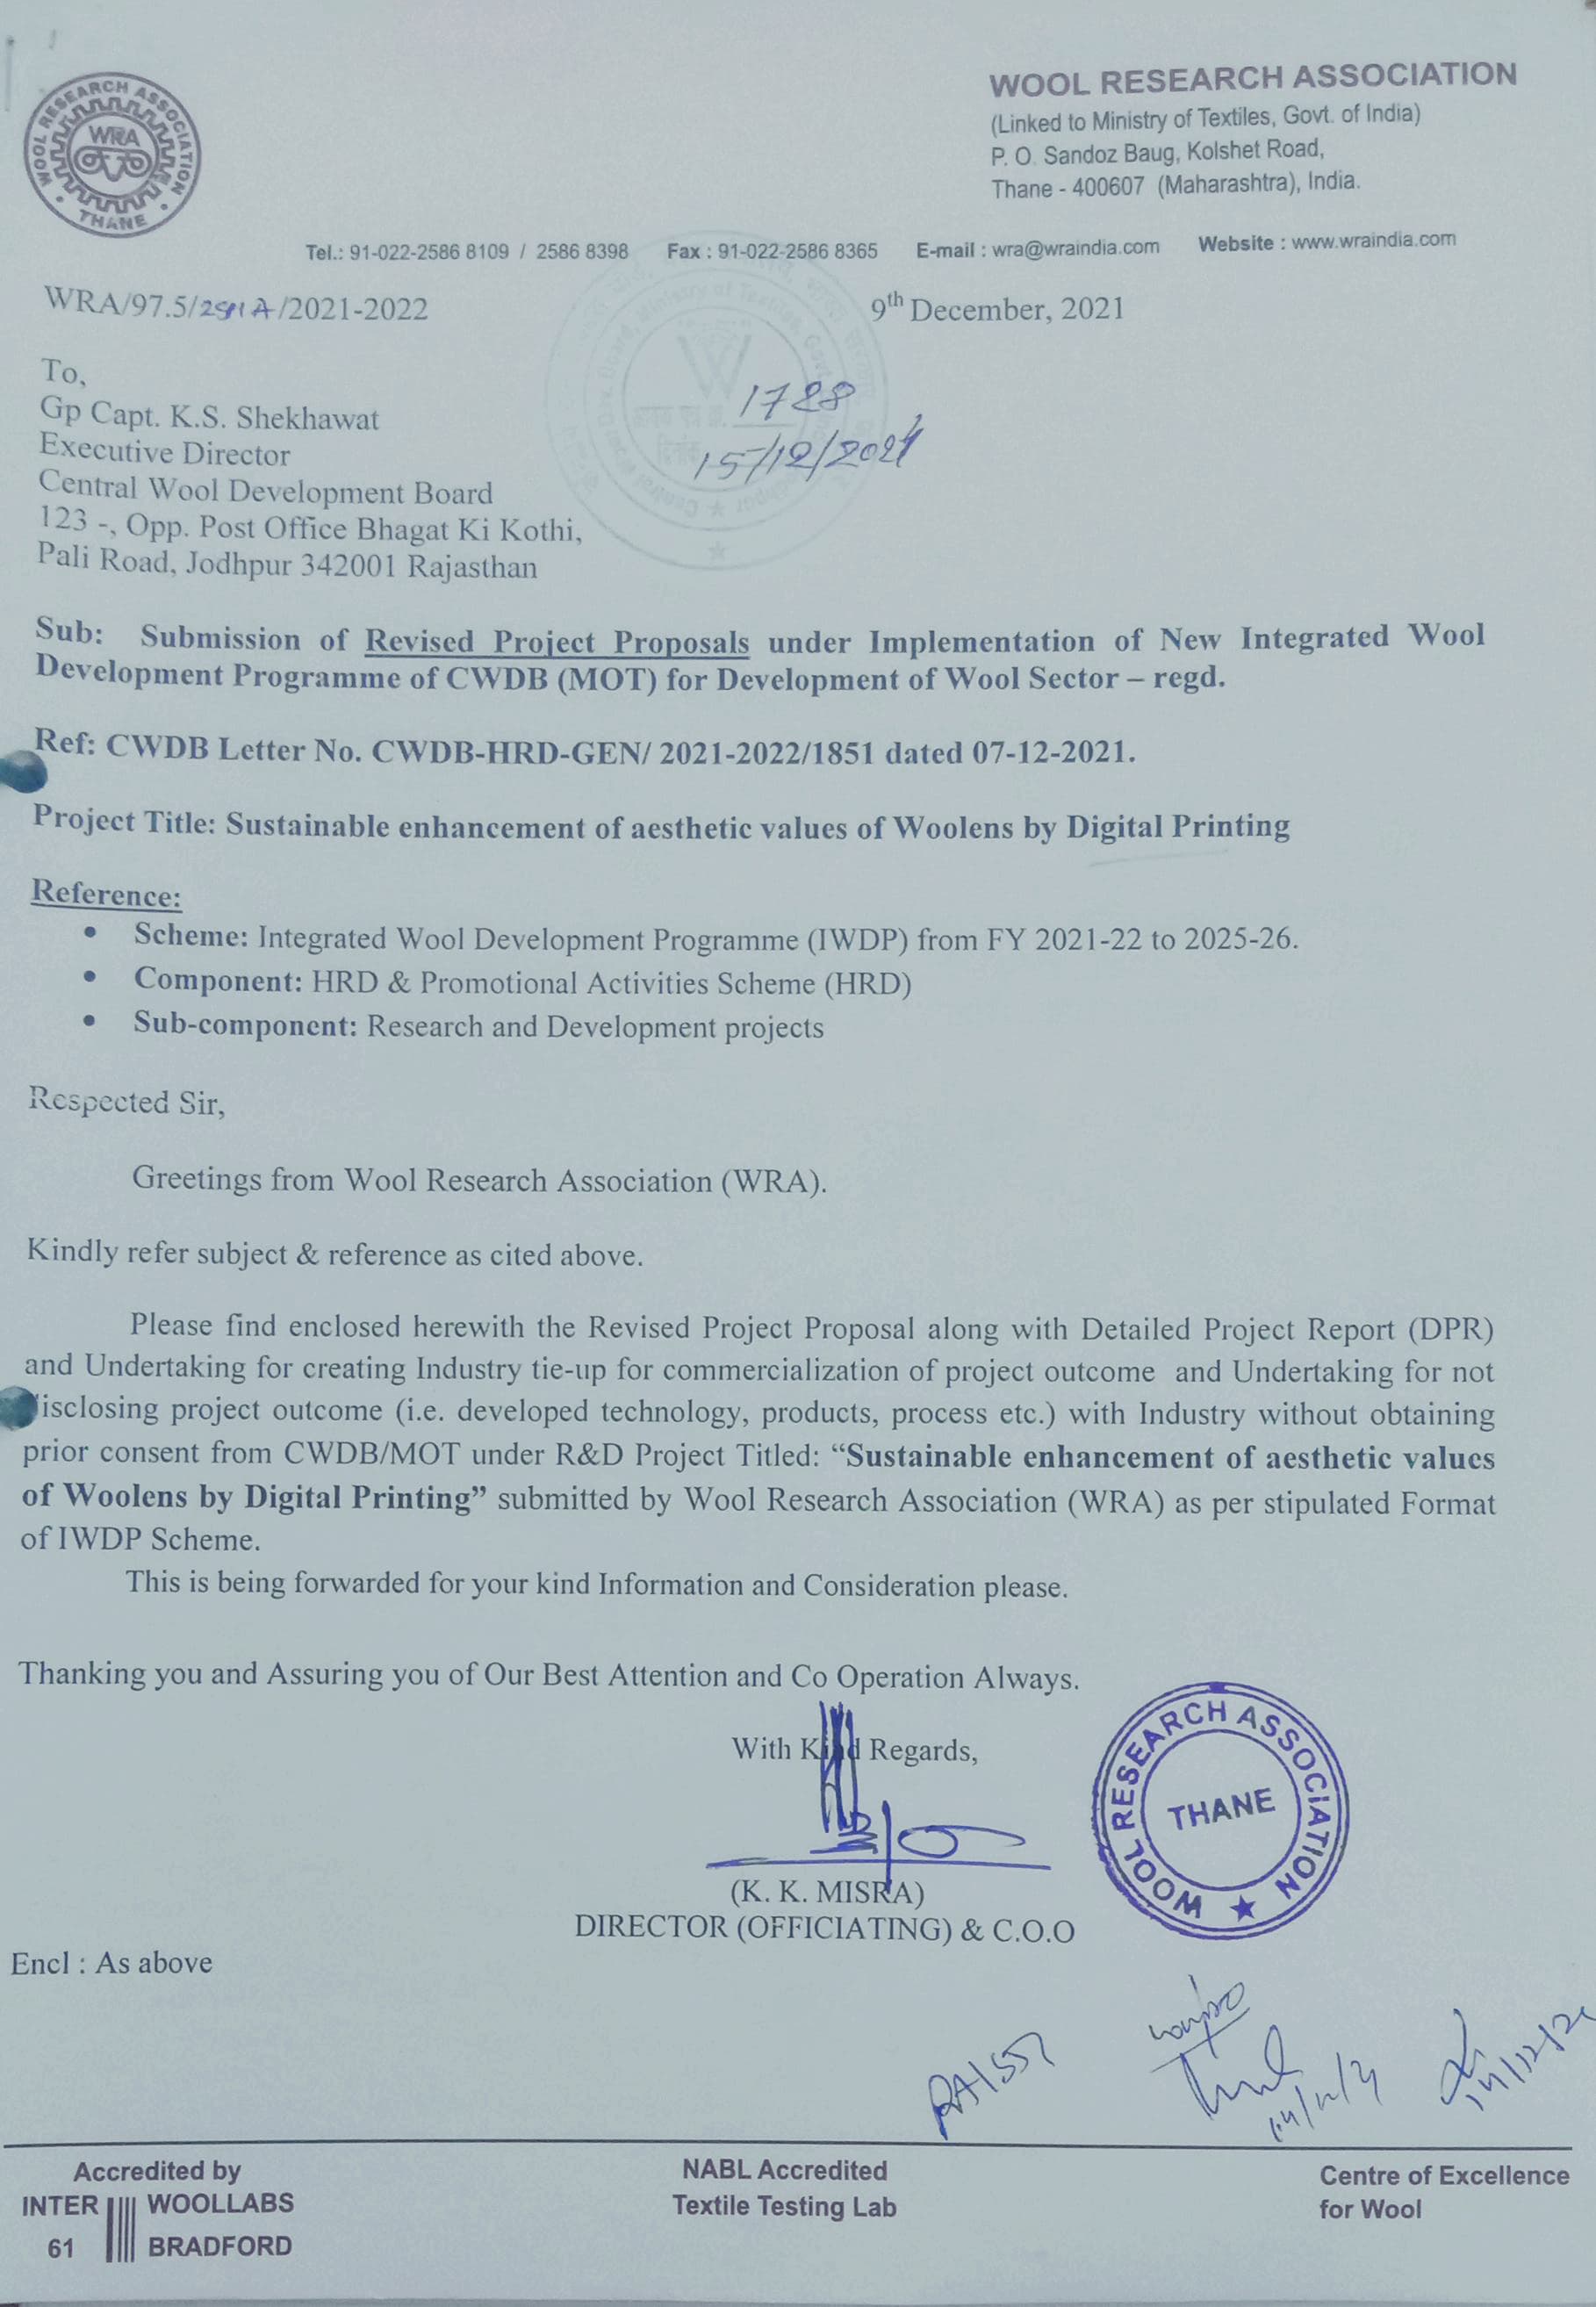 WOOL RESEARCH ASSOCIATION
THANE
WRA
WOOL RESEARCH ASSOCIATION
(Linked to Ministry of Textiles, Govt. of India)
P. O. Sandoz Baug, Kolshet Road,
Thane - 400607 (Maharashtra), India.
Tel.: 91-022-2586 8109 / 2586 8398 Fax : 91-022-2586 8365 E-mail : wra@wraindia.com Website : www.wraindia.com
WRA/97.5/ /2021-2022 9th December, 2021
To,
Gp Capt. K.S. Shekhawat
Executive Director
Central Wool Development Board
123 -, Opp. Post Office Bhagat Ki Kothi,
Pali Road, Jodhpur 342001 Rajasthan
1728
15/12/2021
Sub: Submission of Revised Project Proposals under Implementation of New Integrated Wool
Development Programme of CWDB (MOT) for Development of Wool Sector – regd.
Ref: CWDB Letter No. CWDB-HRD-GEN/ 2021-2022/1851 dated 07-12-2021.
Project Title: Sustainable enhancement of aesthetic values of Woolens by Digital Printing
Reference:
• Scheme: Integrated Wool Development Programme (IWDP) from FY 2021-22 to 2025-26.
• Component: HRD & Promotional Activities Scheme (HRD)
• Sub-component: Research and Development projects
Respected Sir,
Greetings from Wool Research Association (WRA).
Kindly refer subject & reference as cited above.
Please find enclosed herewith the Revised Project Proposal along with Detailed Project Report (DPR)
and Undertaking for creating Industry tie-up for commercialization of project outcome and Undertaking for not
isclosing project outcome (i.e. developed technology, products, process etc.) with Industry without obtaining
prior consent from CWDB/MOT under R&D Project Titled: “Sustainable enhancement of aesthetic values
of Woolens by Digital Printing” submitted by Wool Research Association (WRA) as per stipulated Format
of IWDP Scheme.
This is being forwarded for your kind Information and Consideration please.
Thanking you and Assuring you of Our Best Attention and Co Operation Always.
With Kind Regards,
WOOL RESEARCH ASSOCIATION
THANE
(K. K. MISRA)
DIRECTOR (OFFICIATING) & C.O.O
Encl : As above
Accredited by
INTER WOOLLABS
61 BRADFORD
NABL Accredited
Textile Testing Lab
Centre of Excellence
for Wool